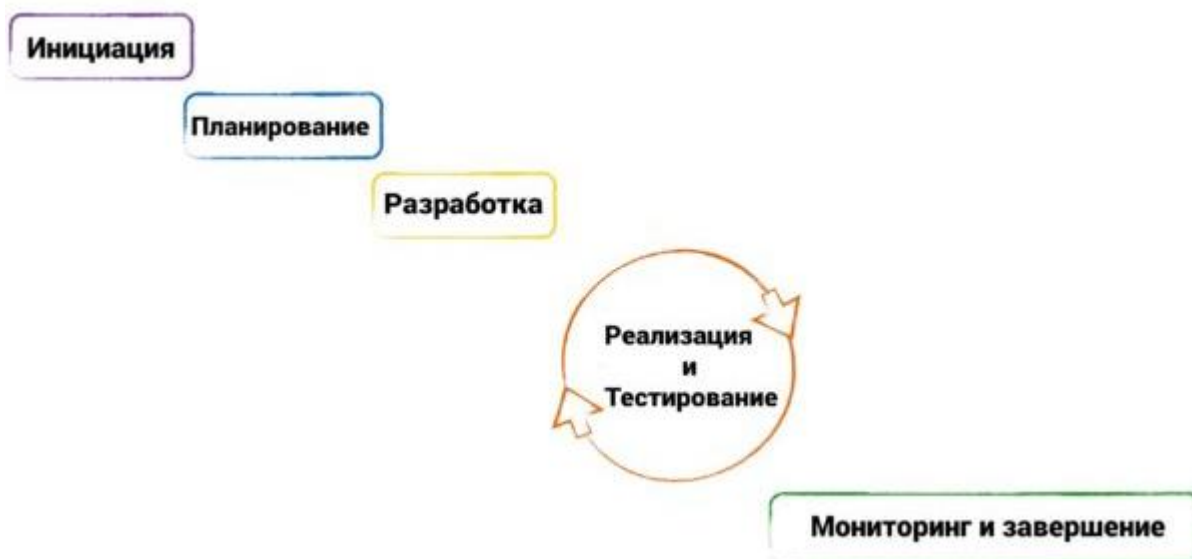 Инициация
Планирование
Разработка
Реализация
и
Тестирование
Мониторинг и завершение